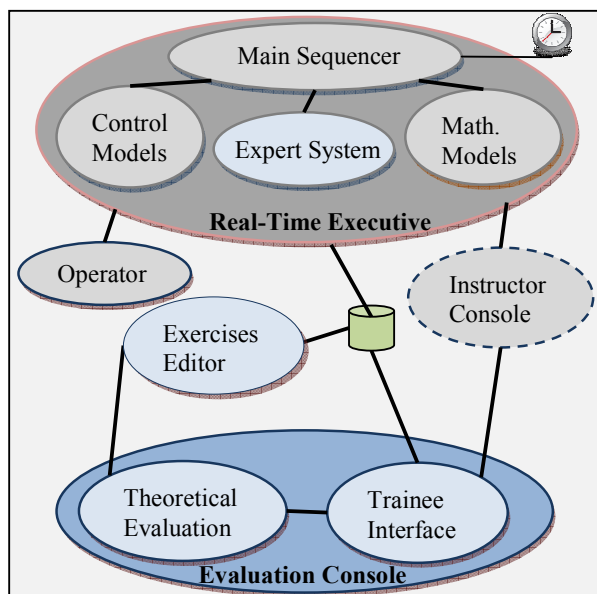 Main Sequencer
Control
Models
Expert System
Math.
Models
Real-Time Executive
Operator
Instructor
Console
Exercises
Editor
Theoretical
Evaluation
Trainee
Interface
Evaluation Console